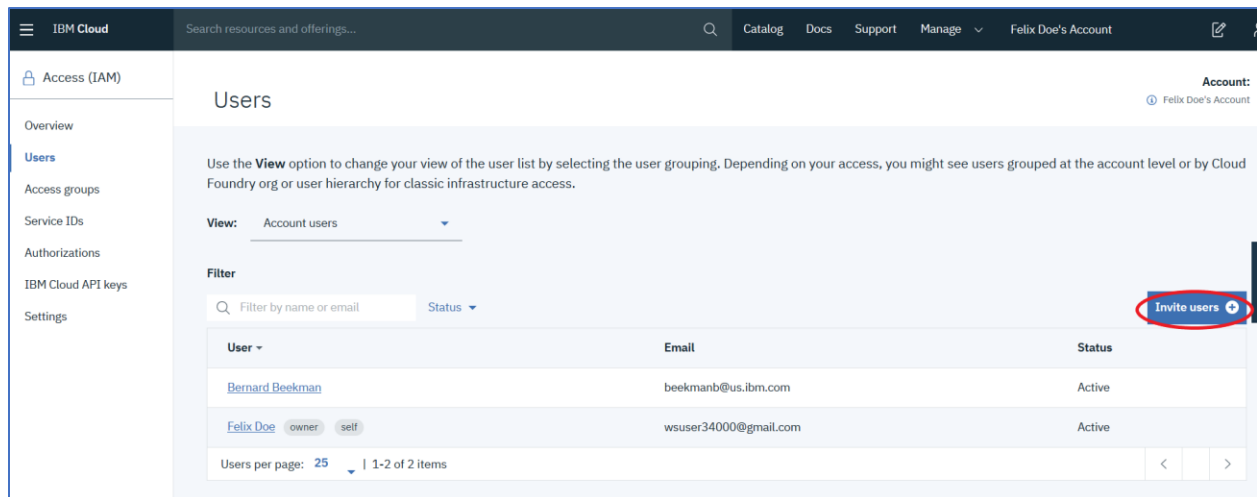 IBM Cloud
Search resources and offerings...
Catalog
Docs
Support
Manage
Felix Doe's Account
Access (IAM)
Overview
Users
Access groups
Service IDs
Authorizations
IBM Cloud API keys
Settings
Users
Account:
Felix Doe's Account
Use the View option to change your view of the user list by selecting the user grouping. Depending on your access, you might see users grouped at the account level or by Cloud
Foundry org or user hierarchy for classic infrastructure access.
View: Account users
Filter
Filter by name or email
Status
Invite users
User Email Status
Bernard Beekman beekmanb@us.ibm.com Active
Felix Doe owner self wsuser34000@gmail.com Active
Users per page: 25 | 1-2 of 2 items